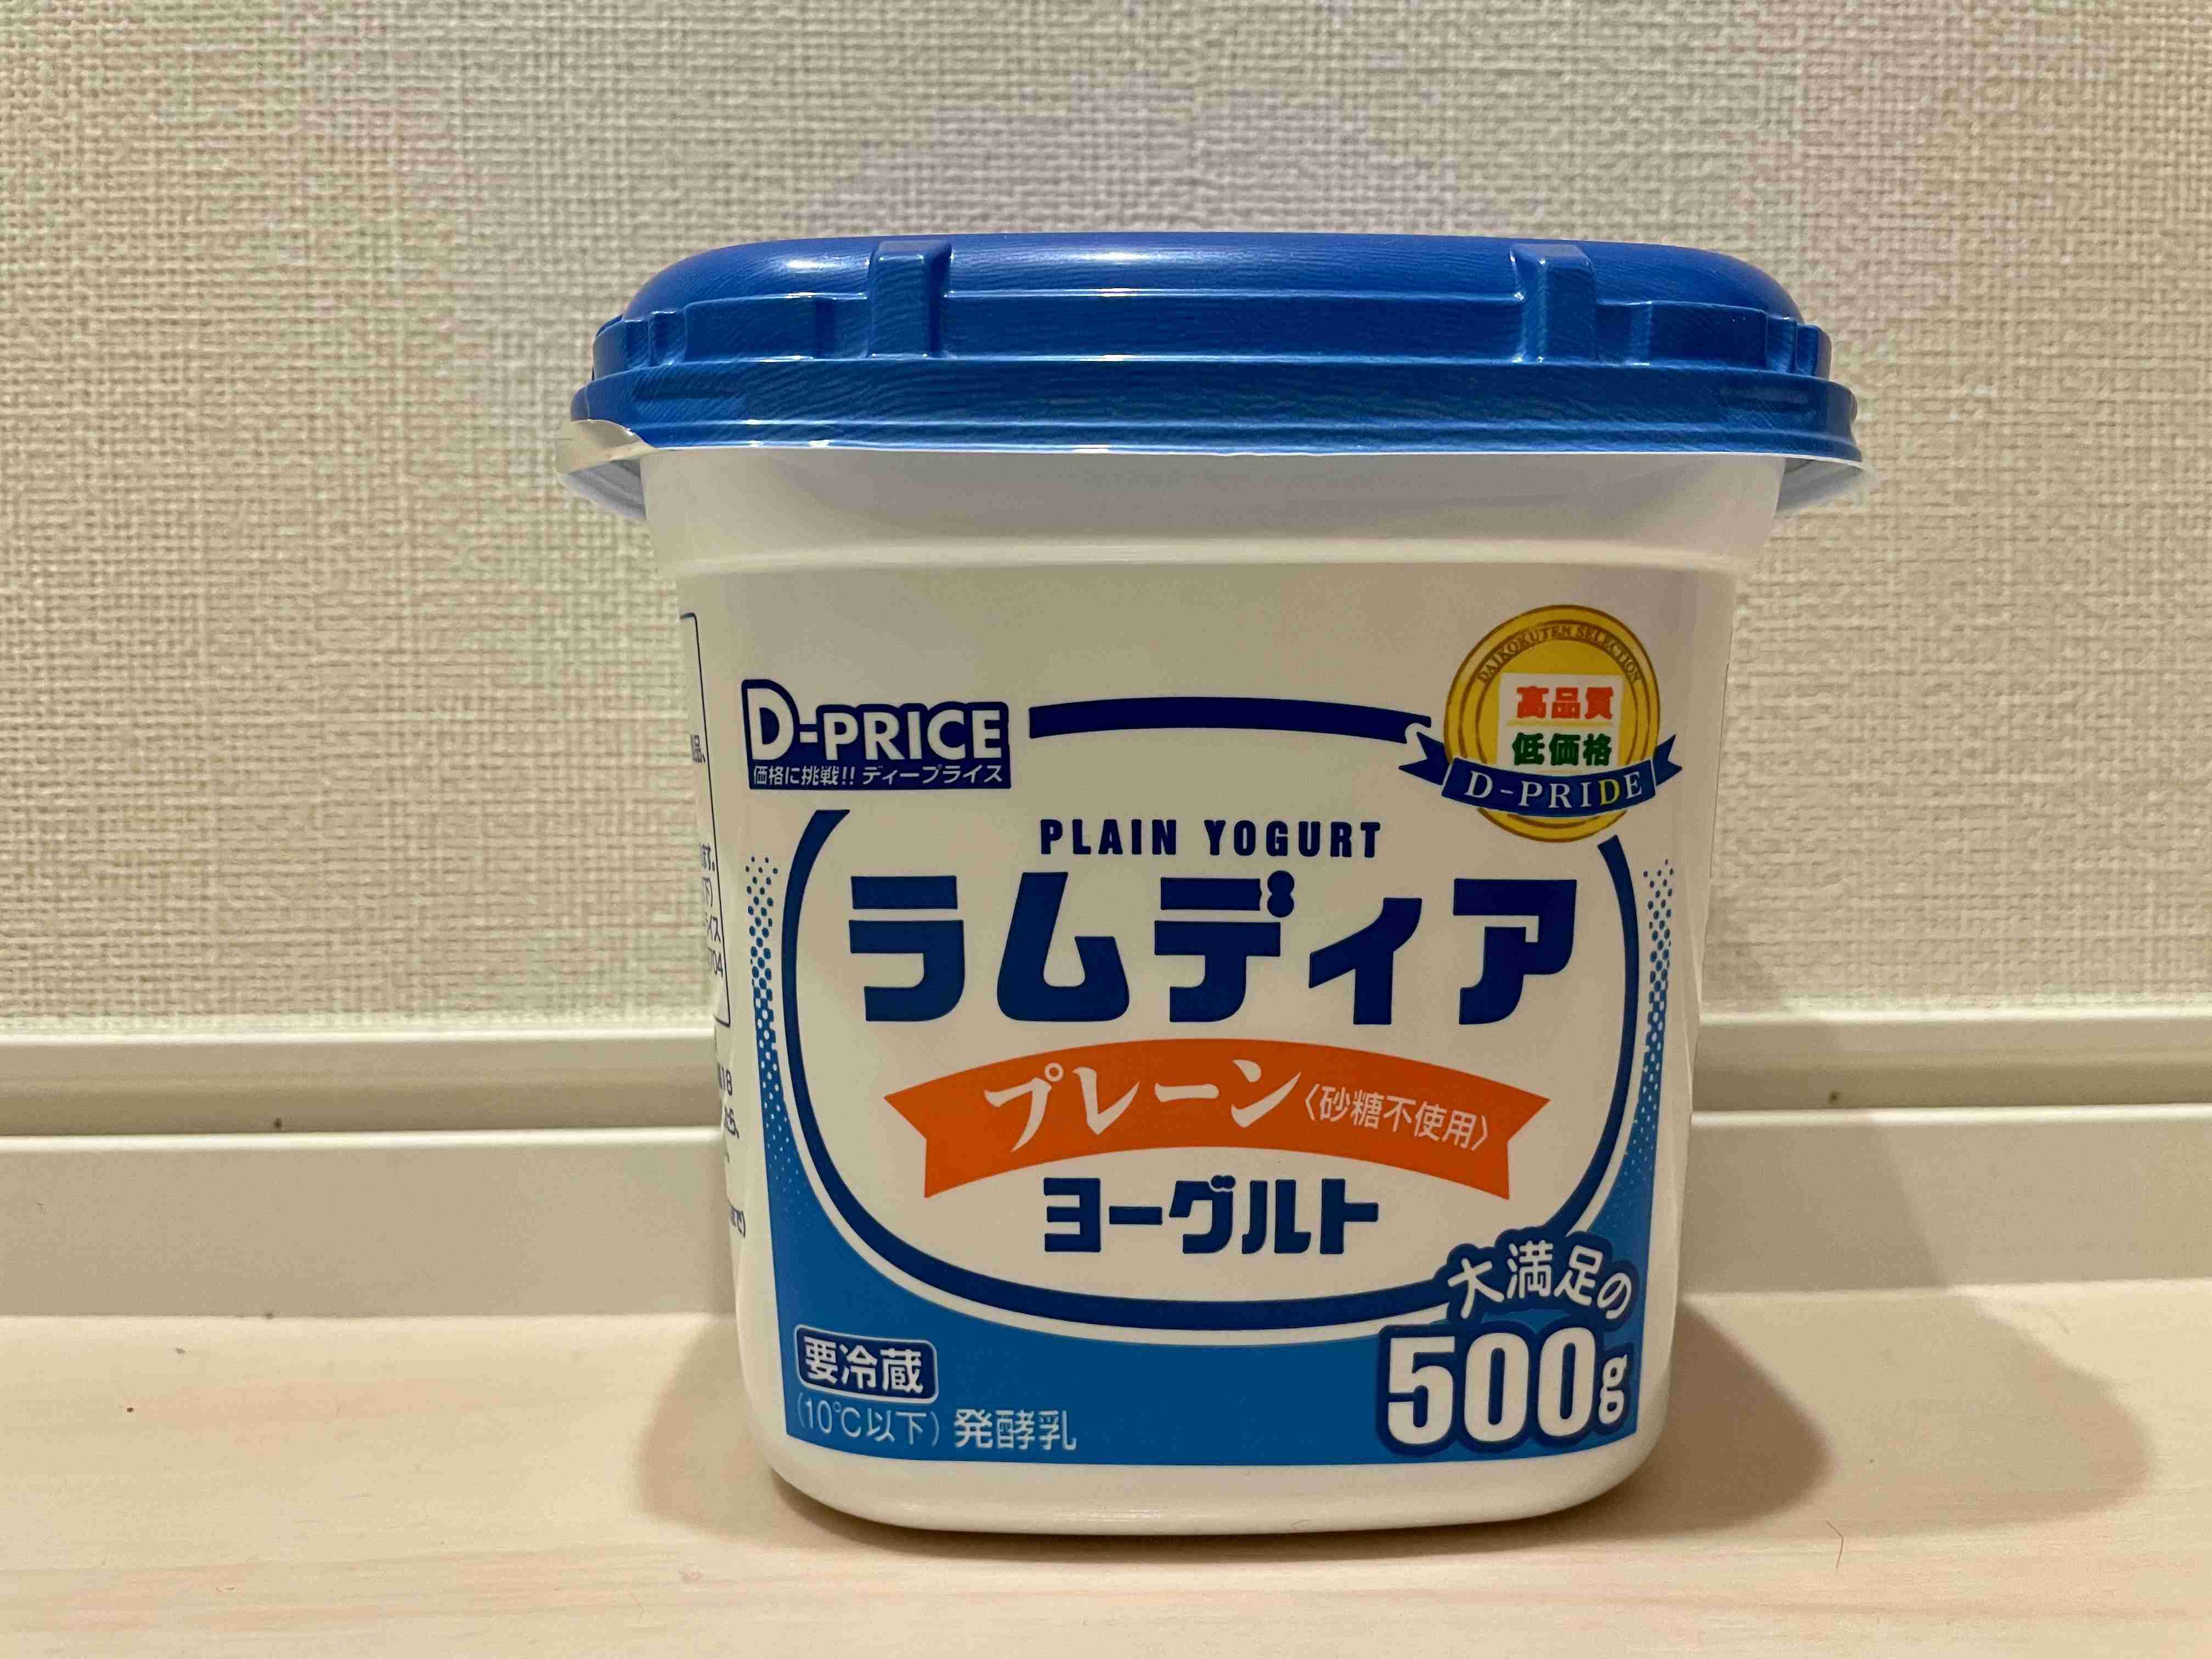 D-PRICE
価格に挑戦!! ディープライス
DAIKOKUTEN SELECTION
高品質
低価格
D-PRIDE
PLAIN YOGURT
ラムディア
プレーン〈砂糖不使用〉
ヨーグルト
大満足の
500g
要冷蔵
(10℃以下) 発酵乳